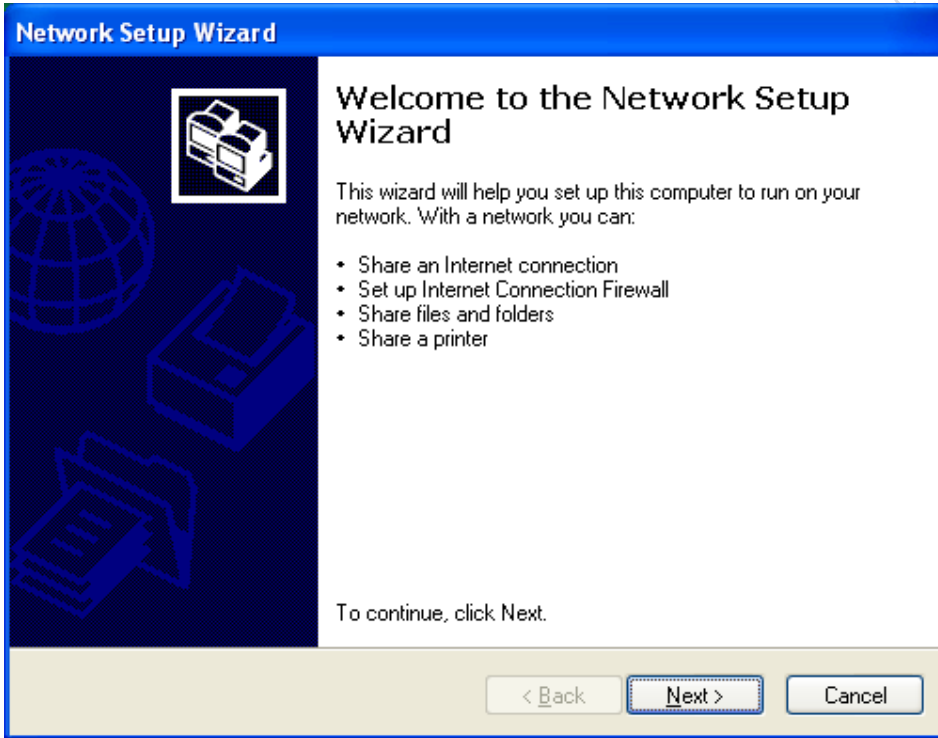 Network Setup Wizard
Welcome to the Network Setup
Wizard
This wizard will help you set up this computer to run on your
network. With a network you can:
• Share an Internet connection
• Set up Internet Connection Firewall
• Share files and folders
• Share a printer
To continue, click Next.
< Back
Next >
Cancel